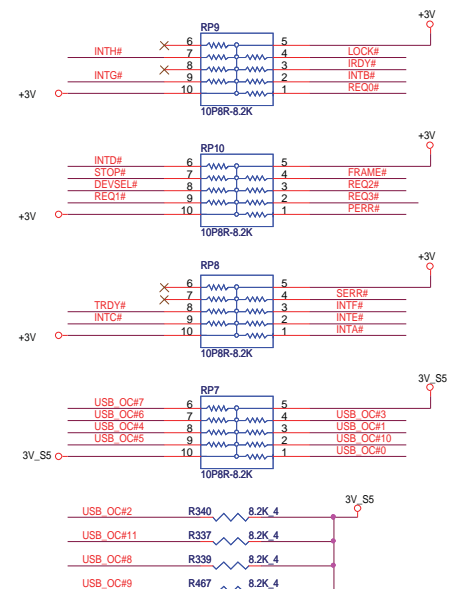 +3V
RP9
6 5
INTH# 7 4 LOCK#
8 3 IRDY#
INTG# 9 2 INTB#
+3V 10 1 REQ0#
10P8R-8.2K
+3V
RP10
INTD# 6 5
STOP# 7 4 FRAME#
DEVSEL# 8 3 REQ2#
REQ1# 9 2 REQ3#
+3V 10 1 PERR#
10P8R-8.2K
+3V
RP8
6 5
7 4 SERR#
TRDY# 8 3 INTF#
INTC# 9 2 INTE#
+3V 10 1 INTA#
10P8R-8.2K
3V_S5
RP7
USB_OC#7 6 5
USB_OC#6 7 4 USB_OC#3
USB_OC#4 8 3 USB_OC#1
USB_OC#5 9 2 USB_OC#10
3V_S5 10 1 USB_OC#0
10P8R-8.2K
3V_S5
USB_OC#2 R340 8.2K_4
USB_OC#11 R337 8.2K_4
USB_OC#8 R339 8.2K_4
USB_OC#9 R467 8.2K_4